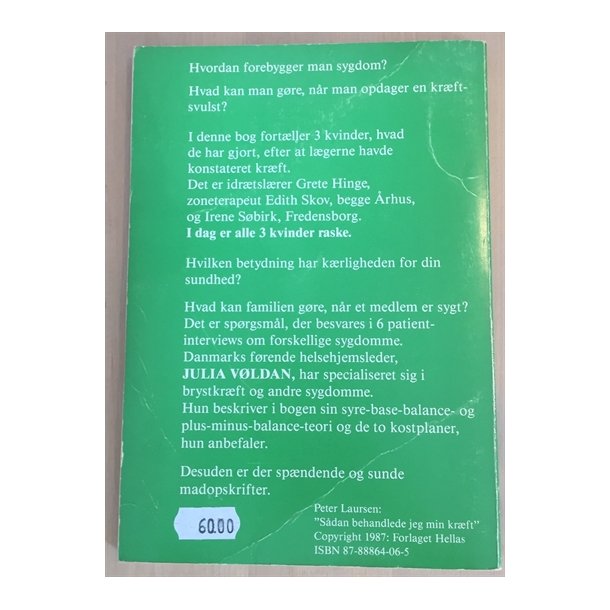 Hvordan forebygger man sygdom?
Hvad kan man gøre, når man opdager en kræft-
svulst?
I denne bog fortæller 3 kvinder, hvad
de har gjort, efter at lægerne havde
konstateret kræft.
Det er idrætslærer Grete Hinge,
zoneterapeut Edith Skov, begge Århus,
og Irene Søbirk, Fredensborg.
I dag er alle 3 kvinder raske.
Hvilken betydning har kærligheden for din
sundhed?
Hvad kan familien gøre, når et medlem er sygt?
Det er spørgsmål, der besvares i 6 patient-
interviews om forskellige sygdomme.
Danmarks førende helsehjemsleder,
JULIA VØLDAN, har specialiseret sig i
brystkræft og andre sygdomme.
Hun beskriver i bogen sin syre-base-balance- og
plus-minus-balance-teori og de to kostplaner,
hun anbefaler.
Desuden er der spændende og sunde
madopskrifter.
Peter Laursen:
"Sådan behandlede jeg min kræft"
Copyright 1987: Forlaget Hellas
ISBN 87-88864-06-5
60.00